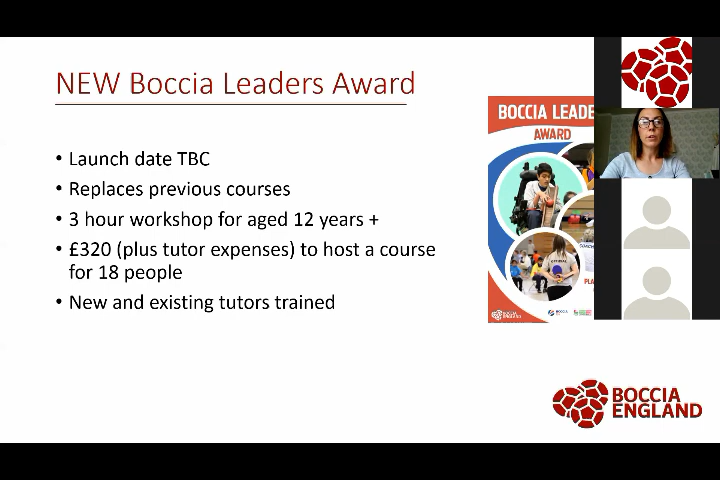 NEW Boccia Leaders Award
• Launch date TBC
• Replaces previous courses
• 3 hour workshop for aged 12 years +
• £320 (plus tutor expenses) to host a course
for 18 people
• New and existing tutors trained
BOCCIA LEADE
AWARD
BOCCIA
ENGLAND